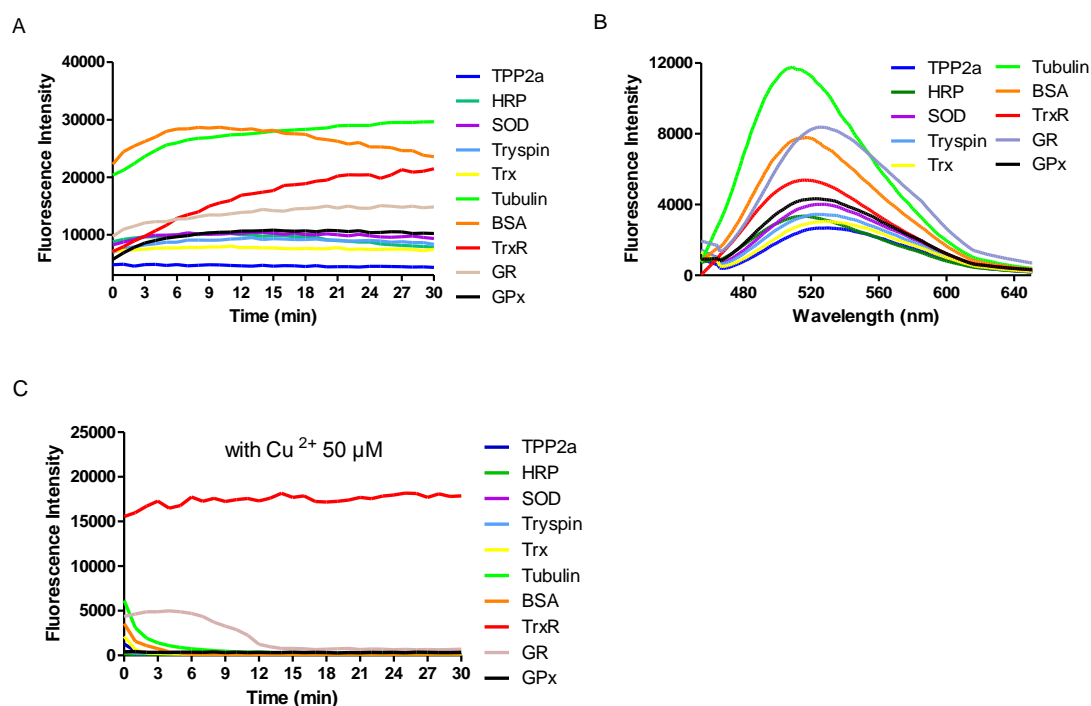 A
Fluorescence Intensity
40000
30000
20000
10000
0 3 6 9 12 15 18 21 24 27 30
Time (min)
TPP2a
HRP
SOD
Tryspin
Trx
Tubulin
BSA
TrxR
GR
GPx
B
Fluorescence Intensity
12000
8000
4000
0
480 520 560 600 640
Wavelength (nm)
TPP2a
HRP
SOD
Tryspin
Trx
Tubulin
BSA
TrxR
GR
GPx
C
Fluorescence Intensity
25000
20000
15000
10000
5000
0
0 3 6 9 12 15 18 21 24 27 30
Time (min)
with Cu 2+ 50 μM
TPP2a
HRP
SOD
Tryspin
Trx
Tubulin
BSA
TrxR
GR
GPx